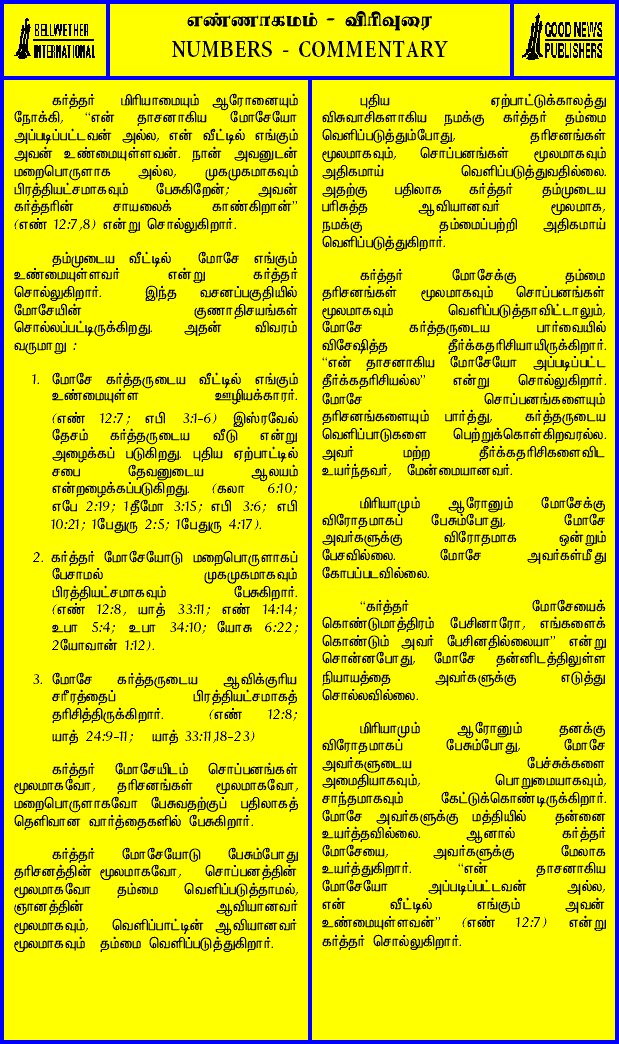 BELLWETHER
INTERNATIONAL
எண்ணாகமம் - விரிவுரை
NUMBERS - COMMENTARY
GOOD NEWS
PUBLISHERS
கர்த்தர் மிரியாமையும் ஆரோனையும்
நோக்கி, “என் தாசனாகிய மோசேயோ
அப்படிப்பட்டவன் அல்ல, என் வீட்டில் எங்கும்
அவன் உண்மையுள்ளவன். நான் அவனுடன்
மறைபொருளாக அல்ல, முகமுகமாகவும்
பிரத்தியட்சமாகவும் பேசுகிறேன்; அவன்
கர்த்தரின் சாயலைக் காண்கிறான்”
(எண் 12:7,8) என்று சொல்லுகிறார்.
தம்முடைய வீட்டில் மோசே எங்கும்
உண்மையுள்ளவர் என்று கர்த்தர்
சொல்லுகிறார். இந்த வசனப்பகுதியில்
மோசேயின் குணாதிசயங்கள்
சொல்லப்பட்டிருக்கிறது. அதன் விவரம்
வருமாறு :
1. மோசே கர்த்தருடைய வீட்டில் எங்கும்
உண்மையுள்ள ஊழியக்காரர்.
(எண் 12:7; எபி 3:1-6) இஸ்ரவேல்
தேசம் கர்த்தருடைய வீடு என்று
அழைக்கப் படுகிறது. புதிய ஏற்பாட்டில்
சபை தேவனுடைய ஆலயம்
என்றழைக்கப்படுகிறது. (கலா 6:10;
எபே 2:19; 1தீமோ 3:15; எபி 3:6; எபி
10:21; 1பேதுரு 2:5; 1பேதுரு 4:17).
2. கர்த்தர் மோசேயோடு மறைபொருளாகப்
பேசாமல் முகமுகமாகவும்
பிரத்தியட்சமாகவும் பேசுகிறார்.
(எண் 12:8, யாத் 33:11; எண் 14:14;
உபா 5:4; உபா 34:10; யோசு 6:22;
2யோவான் 1:12).
3. மோசே கர்த்தருடைய ஆவிக்குரிய
சரீரத்தைப் பிரத்தியட்சமாகத்
தரிசித்திருக்கிறார். (எண் 12:8;
யாத் 24:9-11; யாத் 33:11,18-23)
கர்த்தர் மோசேயிடம் சொப்பனங்கள்
மூலமாகவோ, தரிசனங்கள் மூலமாகவோ,
மறைபொருளாகவோ பேசுவதற்குப் பதிலாகத்
தெளிவான வார்த்தைகளில் பேசுகிறார்.
கர்த்தர் மோசேயோடு பேசும்போது
தரிசனத்தின் மூலமாகவோ, சொப்பனத்தின்
மூலமாகவோ தம்மை வெளிப்படுத்தாமல்,
ஞானத்தின் ஆவியானவர்
மூலமாகவும், வெளிப்பாட்டின் ஆவியானவர்
மூலமாகவும் தம்மை வெளிப்படுத்துகிறார்.
புதிய ஏற்பாட்டுக்காலத்து
விசுவாசிகளாகிய நமக்கு கர்த்தர் தம்மை
வெளிப்படுத்தும்போது, தரிசனங்கள்
மூலமாகவும், சொப்பனங்கள் மூலமாகவும்
அதிகமாய் வெளிப்படுத்துவதில்லை.
அதற்கு பதிலாக கர்த்தர் தம்முடைய
பரிசுத்த ஆவியானவர் மூலமாக,
நமக்கு தம்மைப்பற்றி அதிகமாய்
வெளிப்படுத்துகிறார்.
கர்த்தர் மோசேக்கு தம்மை
தரிசனங்கள் மூலமாகவும் சொப்பனங்கள்
மூலமாகவும் வெளிப்படுத்தாவிட்டாலும்,
மோசே கர்த்தருடைய பார்வையில்
விசேஷித்த தீர்க்கதரிசியாயிருக்கிறார்.
“என் தாசனாகிய மோசேயோ அப்படிப்பட்ட
தீர்க்கதரிசியல்ல” என்று சொல்லுகிறார்.
மோசே சொப்பனங்களையும்
தரிசனங்களையும் பார்த்து, கர்த்தருடைய
வெளிப்பாடுகளை பெற்றுக்கொள்கிறவரல்ல.
அவர் மற்ற தீர்க்கதரிசிகளைவிட
உயர்ந்தவர், மேன்மையானவர்.
மிரியாமும் ஆரோனும் மோசேக்கு
விரோதமாகப் பேசும்போது, மோசே
அவர்களுக்கு விரோதமாக ஒன்றும்
பேசவில்லை. மோசே அவர்கள்மீது
கோபப்படவில்லை.
“கர்த்தர் மோசேயைக்
கொண்டுமாத்திரம் பேசினாரோ, எங்களைக்
கொண்டும் அவர் பேசினதில்லையா” என்று
சொன்னபோது, மோசே தன்னிடத்திலுள்ள
நியாயத்தை அவர்களுக்கு எடுத்து
சொல்லவில்லை.
மிரியாமும் ஆரோனும் தனக்கு
விரோதமாகப் பேசும்போது, மோசே
அவர்களுடைய பேச்சுக்களை
அமைதியாகவும், பொறுமையாகவும்,
சாந்தமாகவும் கேட்டுக்கொண்டிருக்கிறார்.
மோசே அவர்களுக்கு மத்தியில் தன்னை
உயர்த்தவில்லை. ஆனால் கர்த்தர்
மோசேயை, அவர்களுக்கு மேலாக
உயர்த்துகிறார். “என் தாசனாகிய
மோசேயோ அப்படிப்பட்டவன் அல்ல,
என் வீட்டில் எங்கும் அவன்
உண்மையுள்ளவன்” (எண் 12:7) என்று
கர்த்தர் சொல்லுகிறார்.